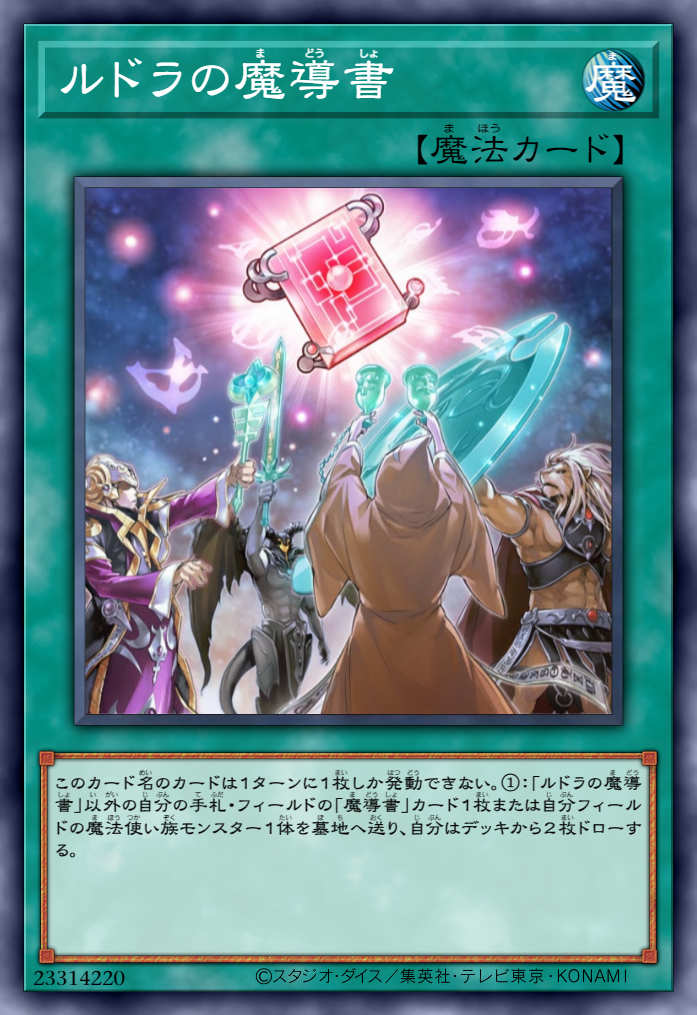 ルドラの魔導書
魔
【魔法カード】
このカード名のカードは1ターンに1枚しか発動できない。①:「ルドラの魔導
書」以外の自分の手札・フィールドの「魔導書」カード1枚または自分フィール
ドの魔法使い族モンスター1体を墓地へ送り、自分はデッキから2枚ドローす
る。
23314220
©スタジオ・ダイス／集英社・テレビ東京・KONAMI